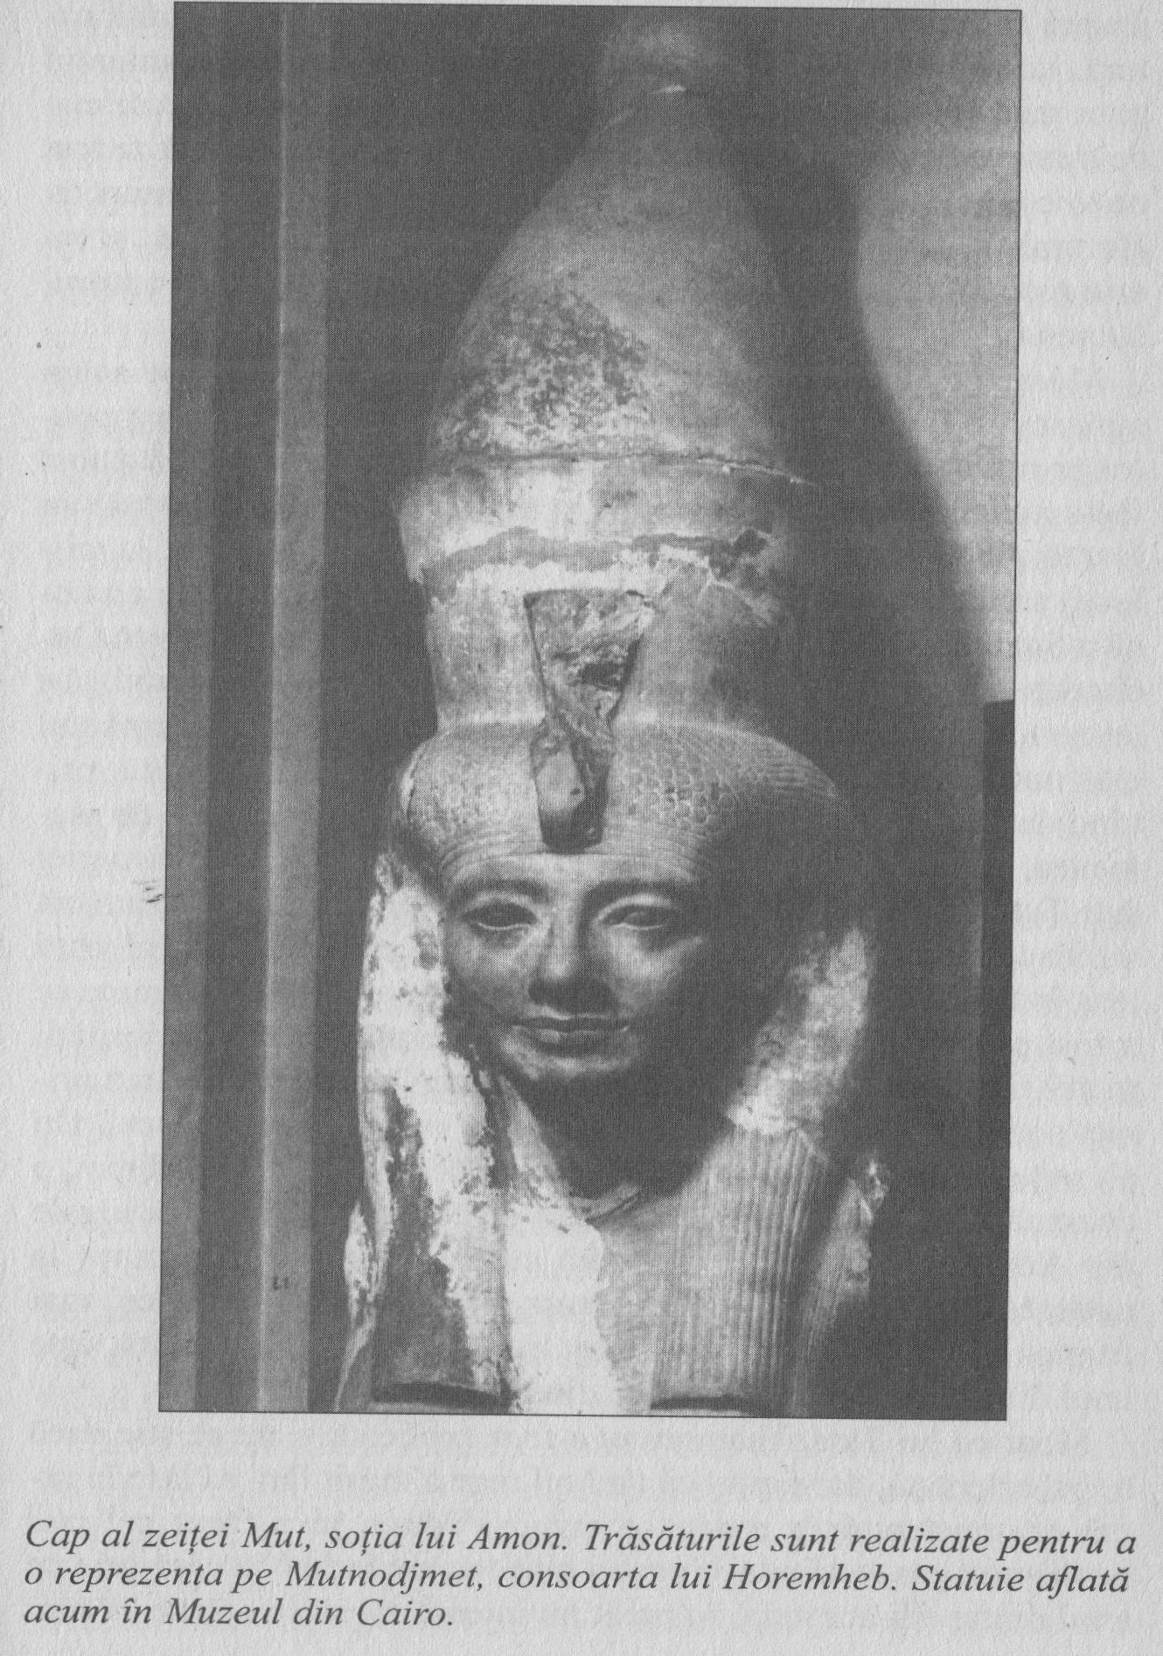 Cap al zeiței Mut, soția lui Amon. Trăsăturile sunt realizate pentru a
o reprezenta pe Mutnodjmet, consoarta lui Horemheb. Statuie aflată
acum în Muzeul din Cairo.